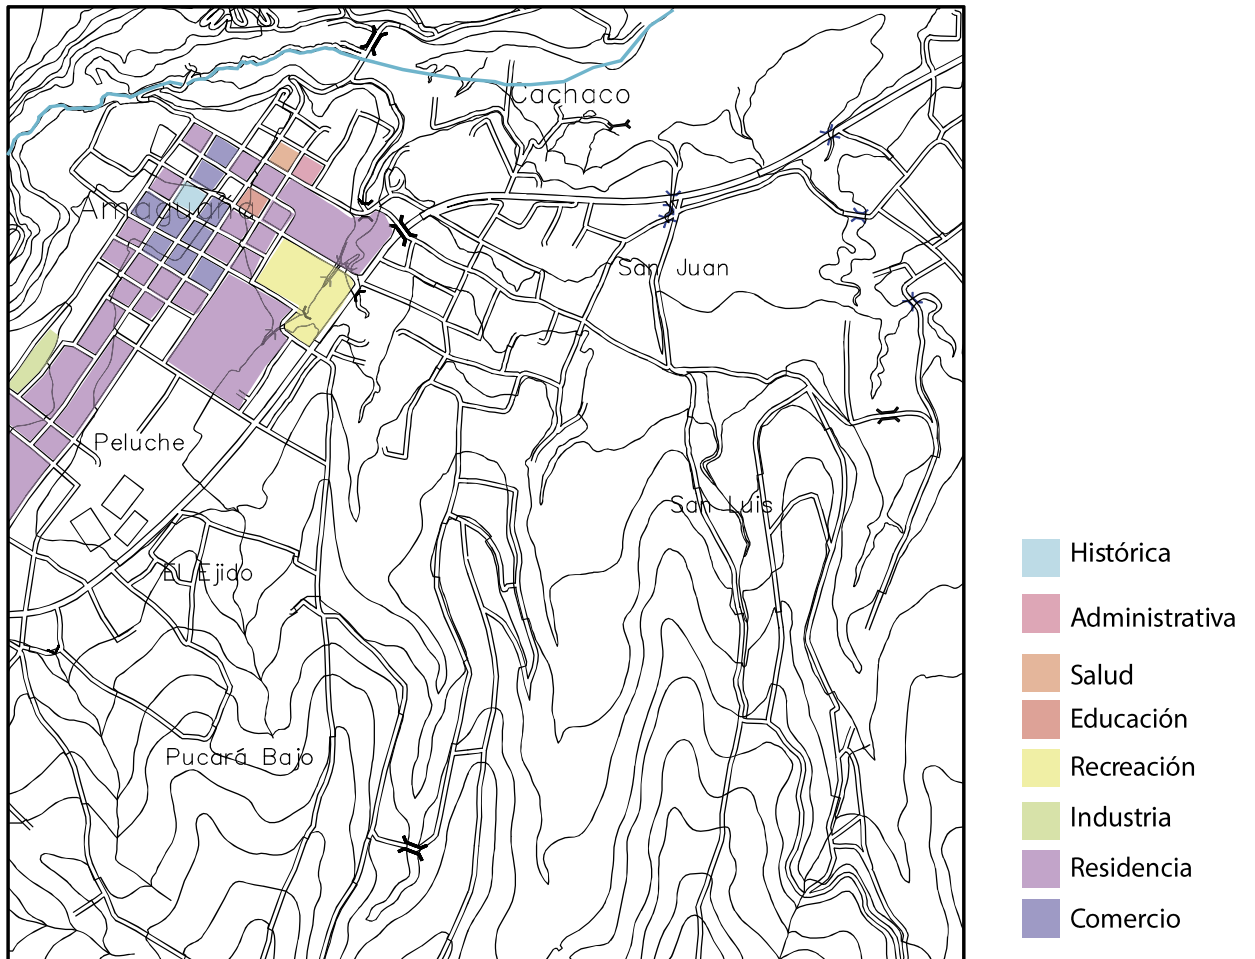 Cachaco
Amaguaña
San Juan
Peluche
San Luis
El Ejido
Pucará Bajo
Histórica
Administrativa
Salud
Educación
Recreación
Industria
Residencia
Comercio